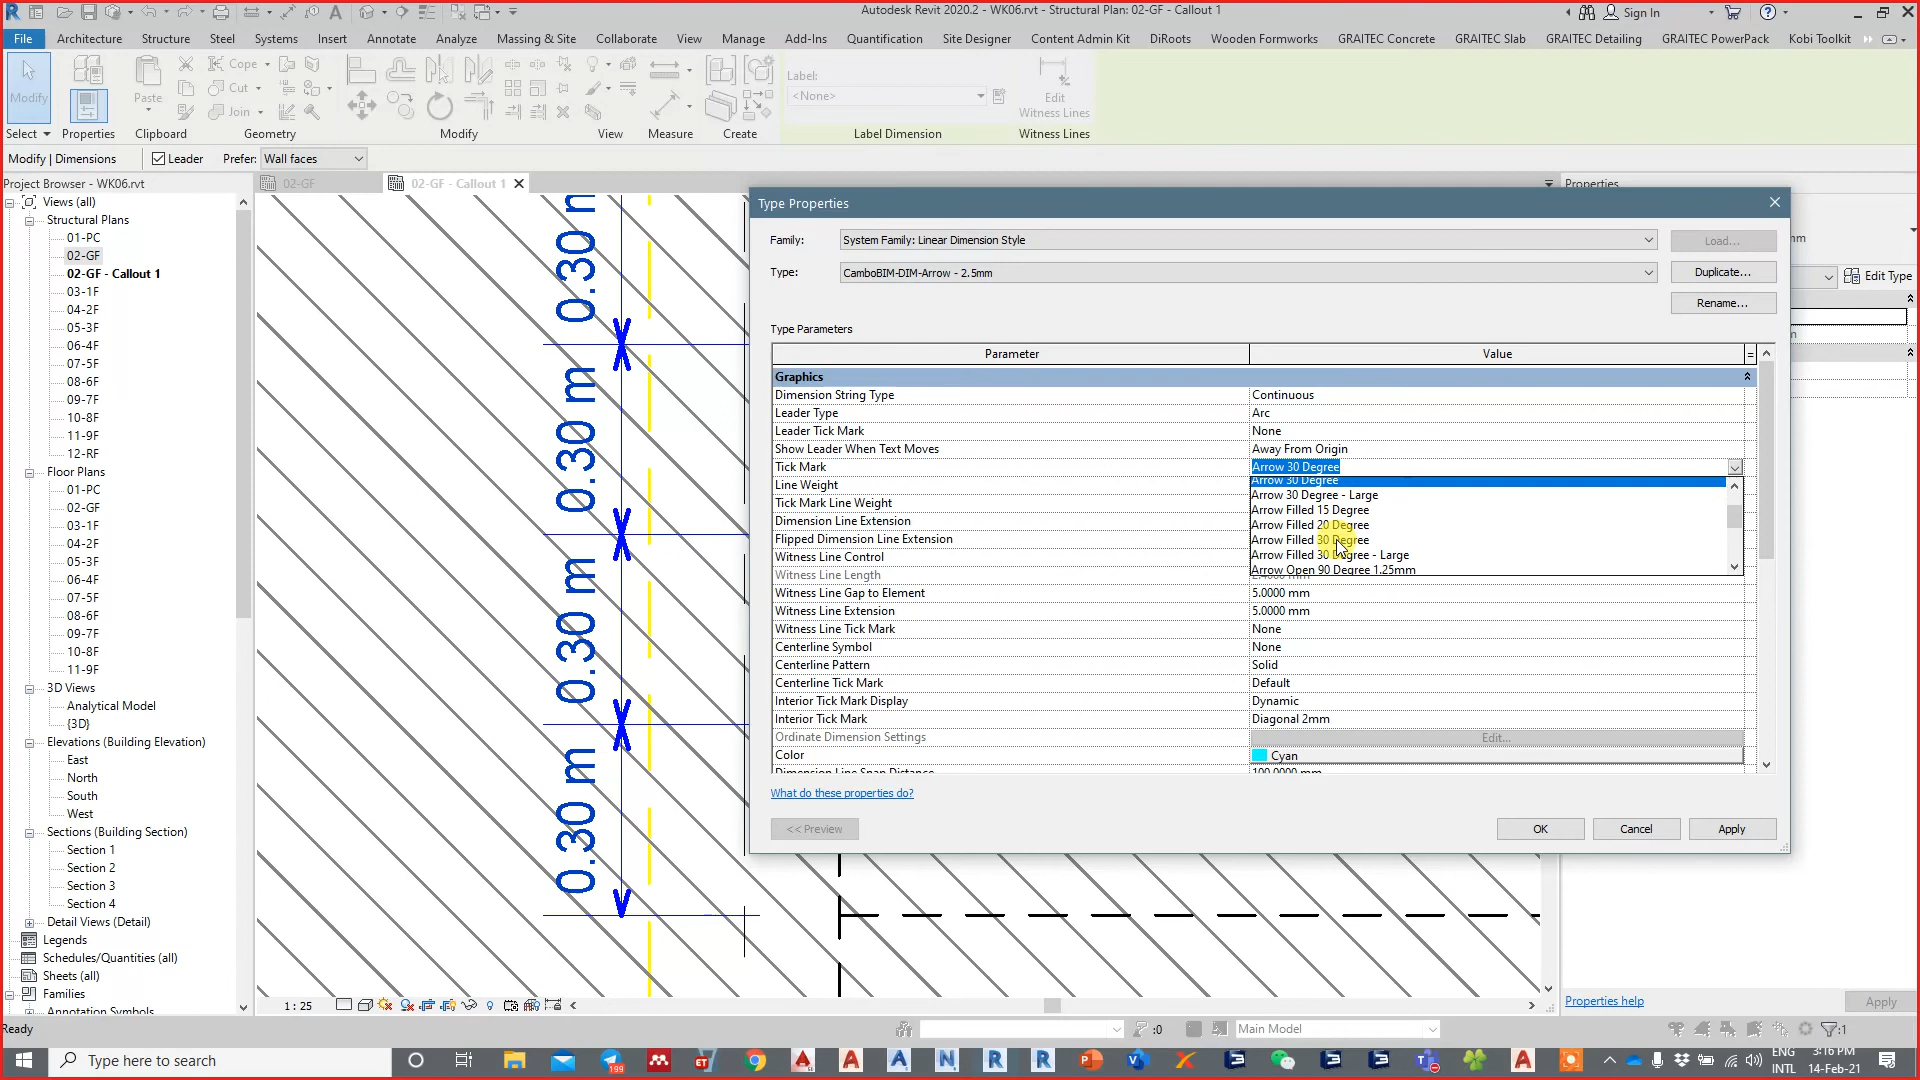 Autodesk Revit 2020.2 - WK06.rvt - Structural Plan: 02-GF - Callout 1
Sign In
File Architecture Structure Steel Systems Insert Annotate Analyze Massing & Site Collaborate View Manage Add-Ins Quantification Site Designer Content Admin Kit DiRoots Wooden Formworks GRAITEC Concrete GRAITEC Slab GRAITEC Detailing GRAITEC PowerPack Kobi Toolkit
Modify
Paste
Cope
Cut
Join
Label:
<None>
Edit
Witness Lines
Select Properties Clipboard Geometry Modify View Measure Create Label Dimension Witness Lines
Modify | Dimensions Leader Prefer: Wall faces
Project Browser - WK06.rvt
02-GF
02-GF - Callout 1
Properties
Views (all)
Structural Plans
01-PC
02-GF
02-GF - Callout 1
03-1F
04-2F
05-3F
06-4F
07-5F
08-6F
09-7F
10-8F
11-9F
12-RF
Floor Plans
01-PC
02-GF
03-1F
04-2F
05-3F
06-4F
07-5F
08-6F
09-7F
10-8F
11-9F
3D Views
Analytical Model
{3D}
Elevations (Building Elevation)
East
North
South
West
Sections (Building Section)
Section 1
Section 2
Section 3
Section 4
Detail Views (Detail)
Legends
Schedules/Quantities (all)
Sheets (all)
Families
Annotation Symbols
0.30 m
0.30 m
0.30 m
0.30 m
Type Properties
Family: System Family: Linear Dimension Style Load...
Type: CamboBIM-DIM-Arrow - 2.5mm Duplicate...
Rename...
Type Parameters
Parameter Value =
Graphics
Dimension String Type Continuous
Leader Type Arc
Leader Tick Mark None
Show Leader When Text Moves Away From Origin
Tick Mark Arrow 30 Degree
Line Weight
Tick Mark Line Weight
Dimension Line Extension
Flipped Dimension Line Extension
Witness Line Control
Witness Line Length
Arrow 30 Degree
Arrow 30 Degree - Large
Arrow Filled 15 Degree
Arrow Filled 20 Degree
Arrow Filled 30 Degree
Arrow Filled 30 Degree - Large
Arrow Open 90 Degree 1.25mm
Witness Line Gap to Element 5.0000 mm
Witness Line Extension 5.0000 mm
Witness Line Tick Mark None
Centerline Symbol None
Centerline Pattern Solid
Centerline Tick Mark Default
Interior Tick Mark Display Dynamic
Interior Tick Mark Diagonal 2mm
Ordinate Dimension Settings Edit...
Color Cyan
Dimension Line Snap Distance 100.0000 mm
What do these properties do?
<< Preview OK Cancel Apply
mm
Edit Type
1 : 25
Properties help
Apply
Ready
:0
Main Model
:1
Type here to search
199
ENG
INTL
3:16 PM
14-Feb-21